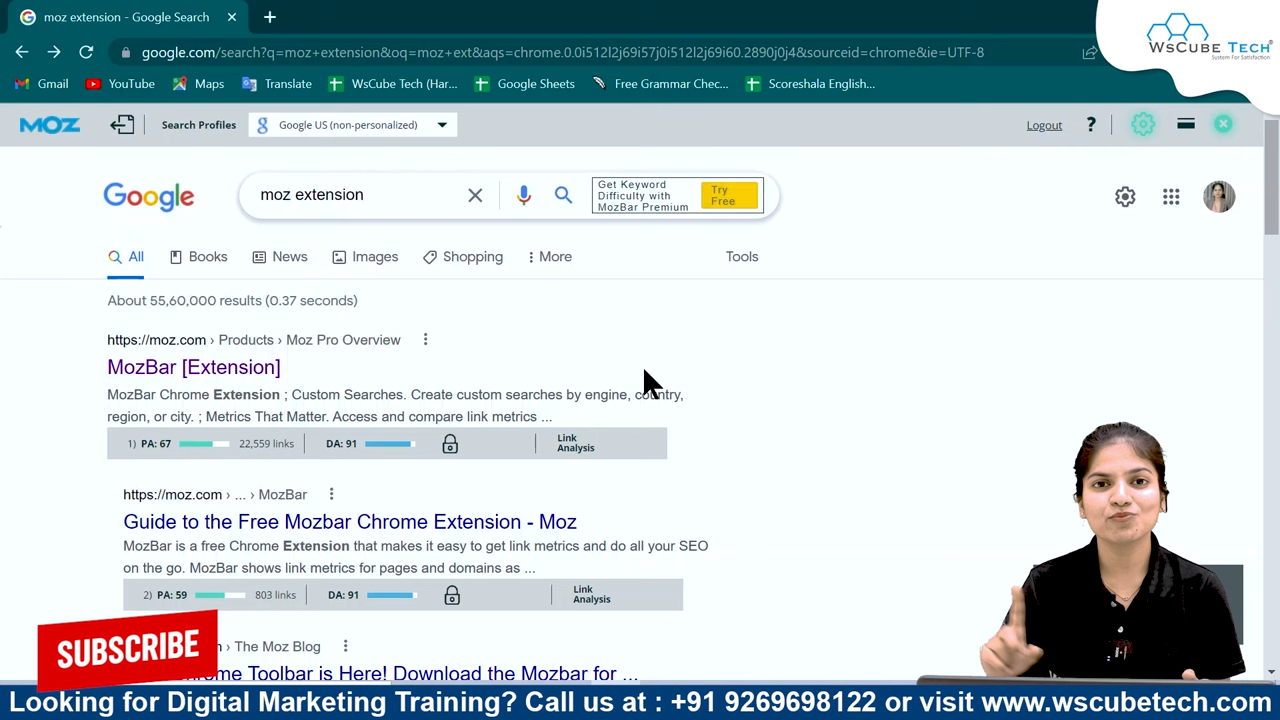 moz extension - Google Search
WsCube Tech
System For Satisfaction
google.com/search?q=moz+extension&oq=moz+ext&aqs=chrome.0.0i512l2j69i57j0i512l2j69i60.2890j0j4&sourceid=chrome&ie=UTF-8
Gmail YouTube Maps Translate WsCube Tech (Har... Google Sheets Free Grammar Chec... Scoreshala English...
MOZ Search Profiles Google US (non-personalized) Logout ?
Google moz extension
Get Keyword
Difficulty with
MozBar Premium
Try
Free
All Books News Images Shopping More Tools
About 55,60,000 results (0.37 seconds)
https://moz.com › Products › Moz Pro Overview
MozBar [Extension]
MozBar Chrome Extension ; Custom Searches. Create custom searches by engine, country,
region, or city. ; Metrics That Matter. Access and compare link metrics ...
1) PA: 67 22,559 links DA: 91 Link
Analysis
https://moz.com › ... › MozBar
Guide to the Free Mozbar Chrome Extension - Moz
MozBar is a free Chrome Extension that makes it easy to get link metrics and do all your SEO
on the go. MozBar shows link metrics for pages and domains as ...
2) PA: 59 803 links DA: 91 Link
Analysis
› The Moz Blog
Toolbar is Here! Download the Mozbar for ...
SUBSCRIBE
Looking for Digital Marketing Training? Call us at : +91 9269698122 or visit www.wscubetech.com